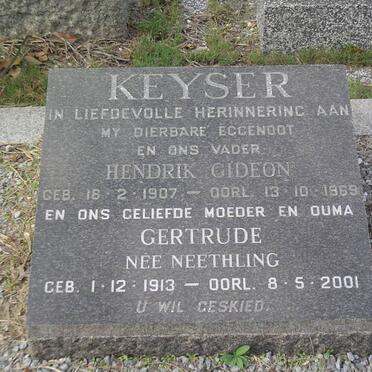 KEYSER
IN LIEFDEVOLLE HERINNERING AAN
MY DIERBARE EGGENOOT
EN ONS VADER
HENDRIK GIDEON
GEB. 18-2-1907 - OORL. 13-10-1969
EN ONS GELIEFDE MOEDER EN OUMA
GERTRUDE
NÉE NEETHLING
GEB. 1-12-1913 - OORL. 8-5-2001
U WIL GESKIED.